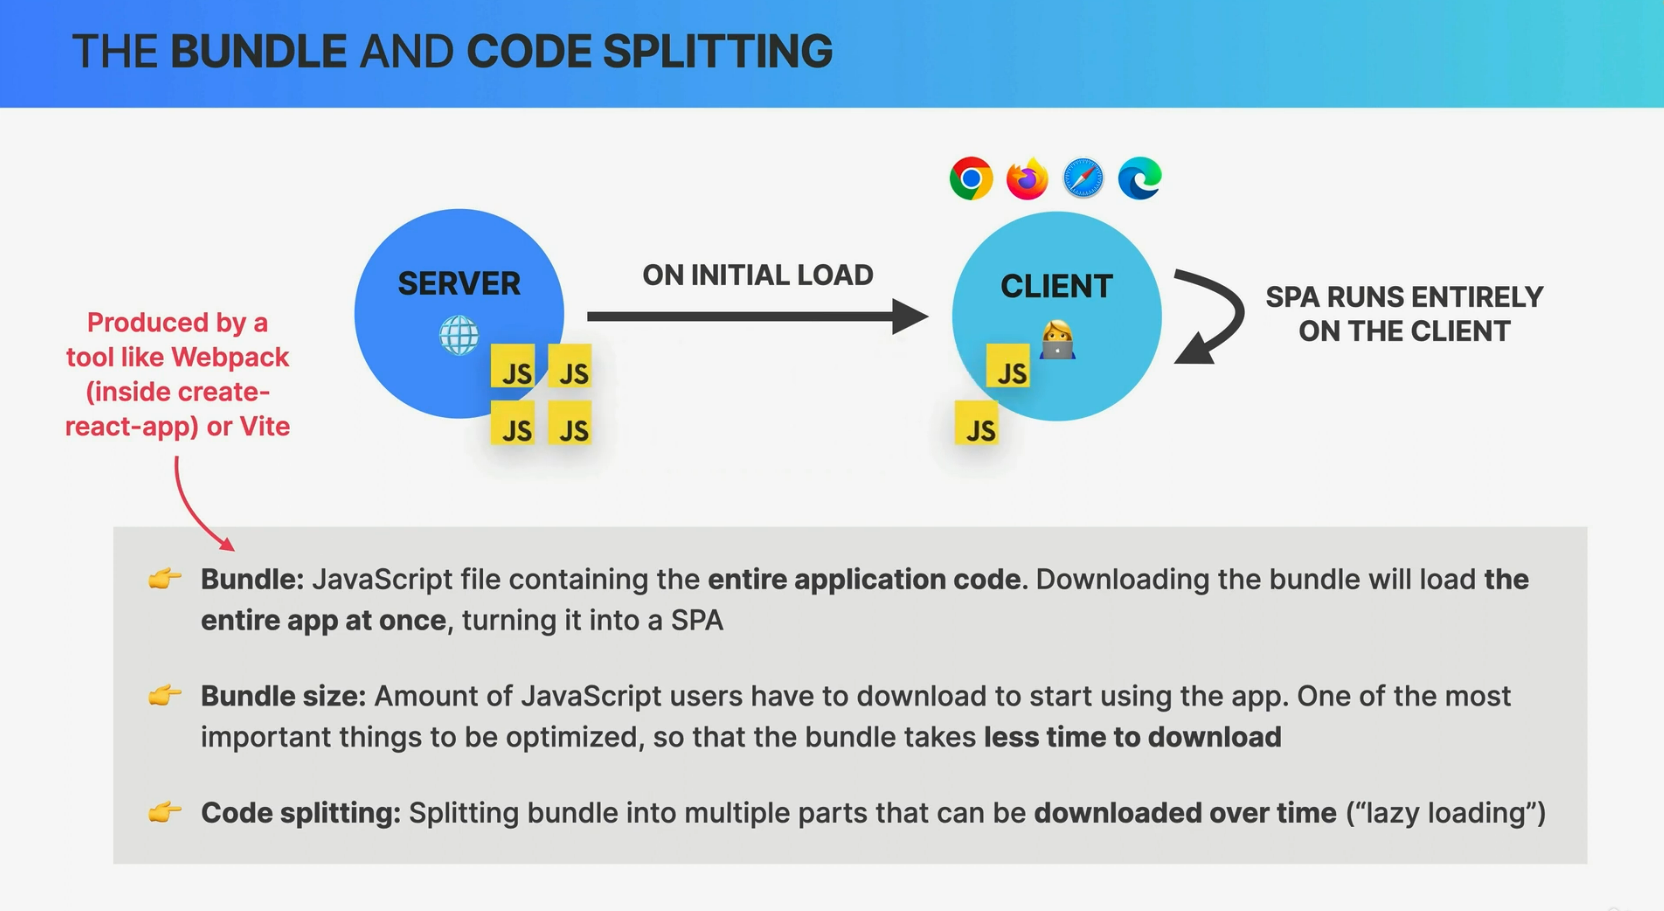 THE BUNDLE AND CODE SPLITTING
SERVER
JS JS
JS JS
ON INITIAL LOAD
CLIENT
JS
JS
SPA RUNS ENTIRELY
ON THE CLIENT
Produced by a
tool like Webpack
(inside create-
react-app) or Vite
👉 Bundle: JavaScript file containing the entire application code. Downloading the bundle will load the
entire app at once, turning it into a SPA
👉 Bundle size: Amount of JavaScript users have to download to start using the app. One of the most
important things to be optimized, so that the bundle takes less time to download
👉 Code splitting: Splitting bundle into multiple parts that can be downloaded over time (“lazy loading”)